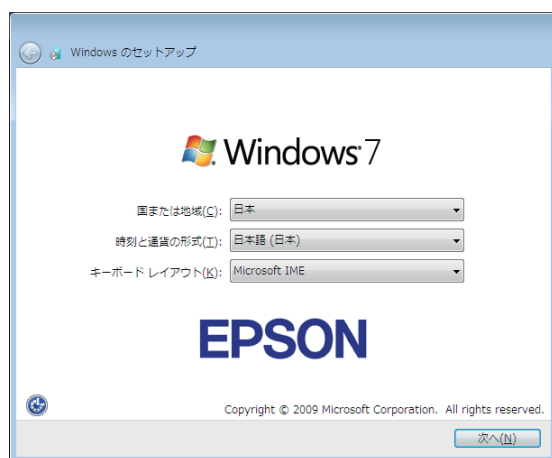 Windows のセットアップ
Windows 7
国または地域(C): 日本
時刻と通貨の形式(T): 日本語 (日本)
キーボード レイアウト(K): Microsoft IME
EPSON
Copyright © 2009 Microsoft Corporation. All rights reserved.
次へ(N)